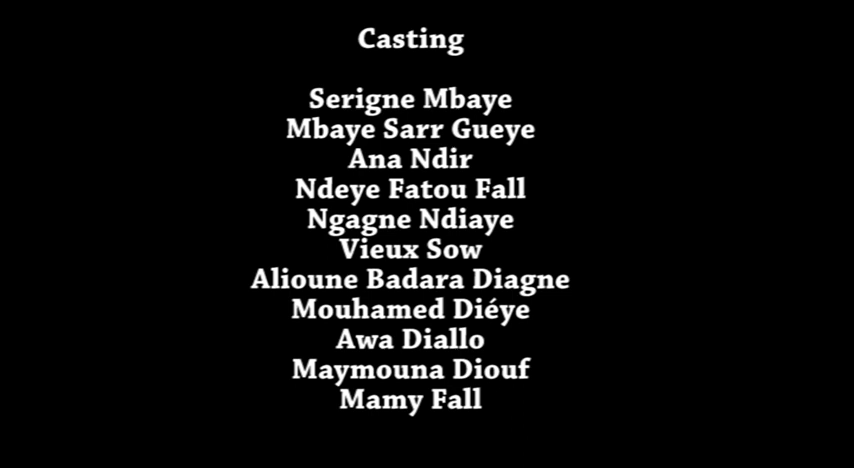 Casting
Serigne Mbaye
Mbaye Sarr Gueye
Ana Ndir
Ndeye Fatou Fall
Ngagne Ndiaye
Vieux Sow
Alioune Badara Diagne
Mouhamed Diéye
Awa Diallo
Maymouna Diouf
Mamy Fall